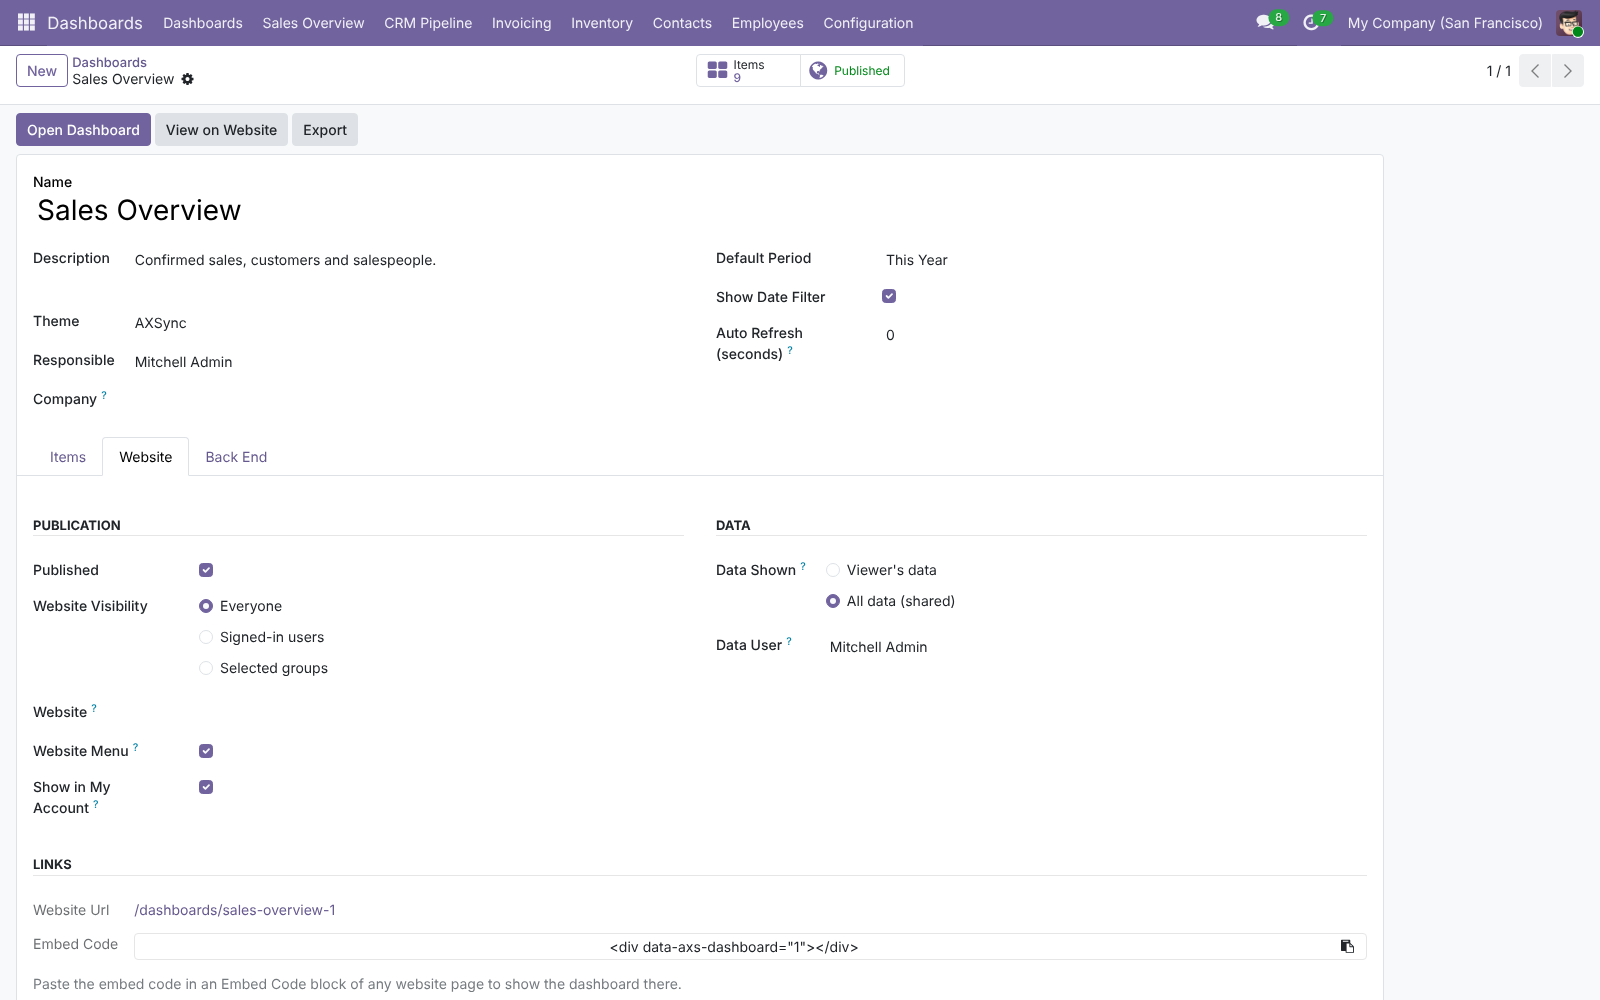 Dashboards
Dashboards Sales Overview CRM Pipeline Invoicing Inventory Contacts Employees Configuration
8 7 My Company (San Francisco)
New
Dashboards
Sales Overview
Items
9
Published
1 / 1
Open Dashboard View on Website Export
Name
Sales Overview
Description Confirmed sales, customers and salespeople.
Theme AXSync
Responsible Mitchell Admin
Company ?
Default Period This Year
Show Date Filter
Auto Refresh
(seconds) ? 0
Items Website Back End
PUBLICATION
Published
Website Visibility Everyone
Signed-in users
Selected groups
Website ?
Website Menu ?
Show in My
Account ?
DATA
Data Shown ? Viewer's data
All data (shared)
Data User ? Mitchell Admin
LINKS
Website Url /dashboards/sales-overview-1
Embed Code <div data-axs-dashboard="1"></div>
Paste the embed code in an Embed Code block of any website page to show the dashboard there.